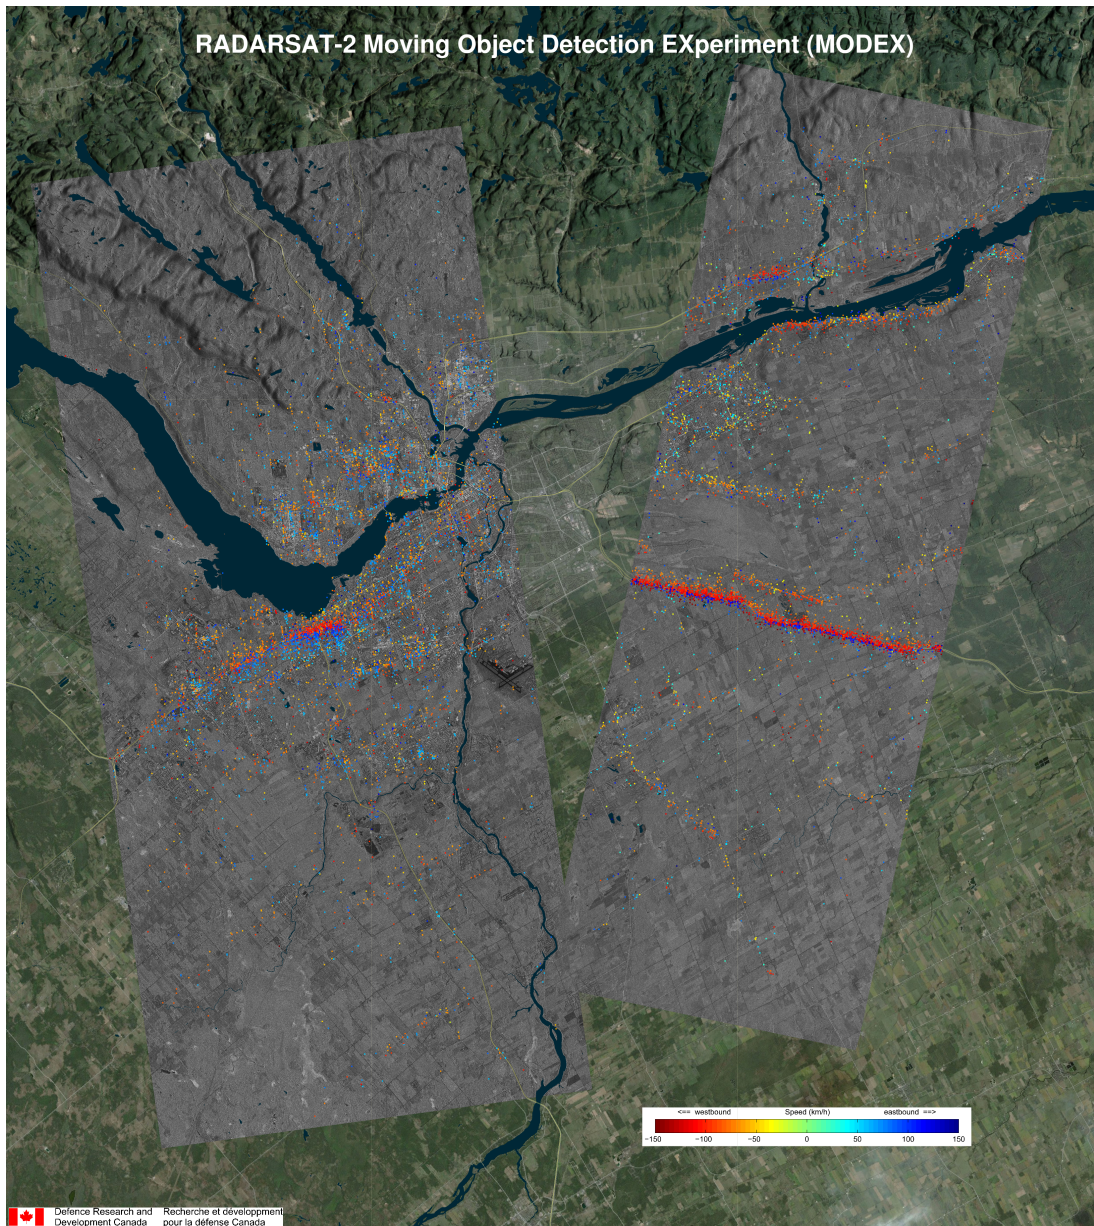 RADARSAT-2 Moving Object Detection EXperiment (MODEX)
<== westbound Speed (km/h) eastbound ==>
−150 −100 −50 0 50 100 150
Defence Research and Recherche et développment
Development Canada pour la défense Canada